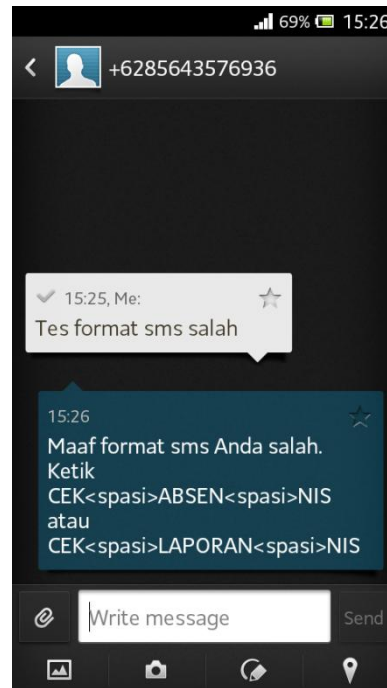 69% 15:26
+6285643576936
15:25, Me:
Tes format sms salah
15:26
Maaf format sms Anda salah.
Ketik
CEK<spasi>ABSEN<spasi>NIS
atau
CEK<spasi>LAPORAN<spasi>NIS
Write message
Send